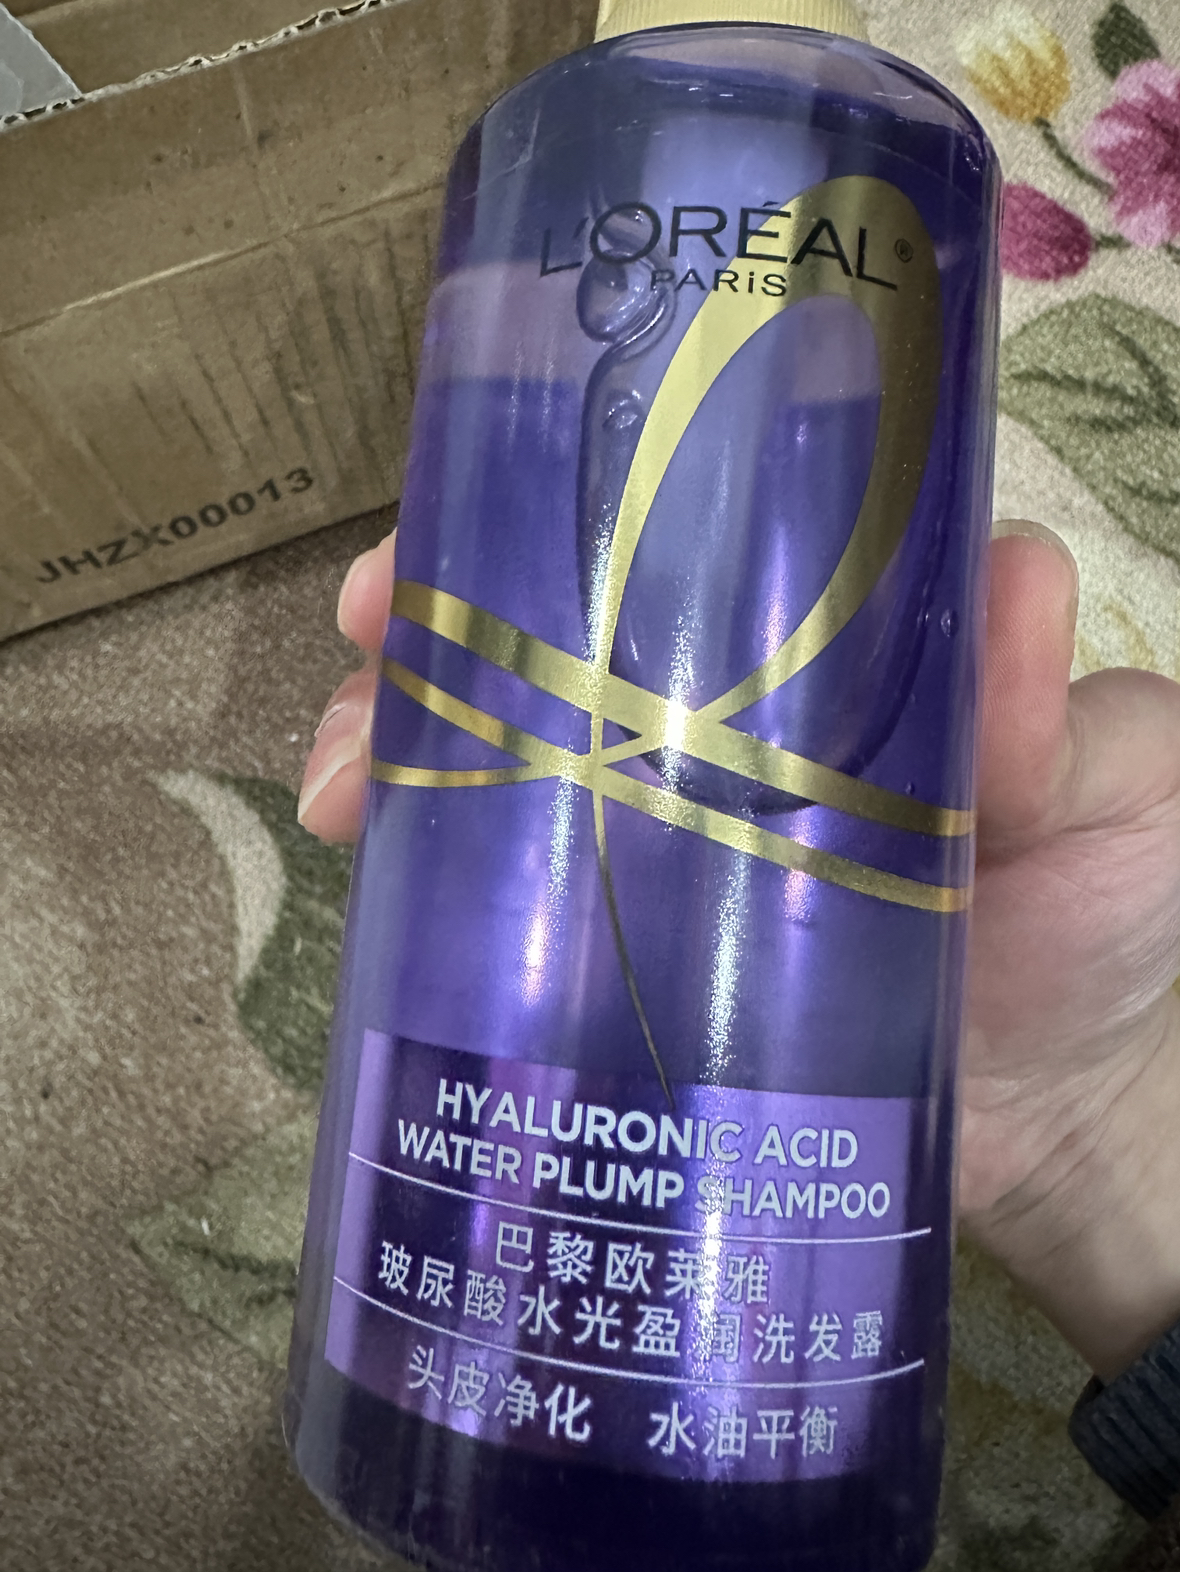 L'ORÉAL®
PARiS
JHZX00013
HYALURONIC ACID
WATER PLUMP SHAMPOO
巴黎欧莱雅
玻尿酸水光盈润洗发露
头皮净化 水油平衡